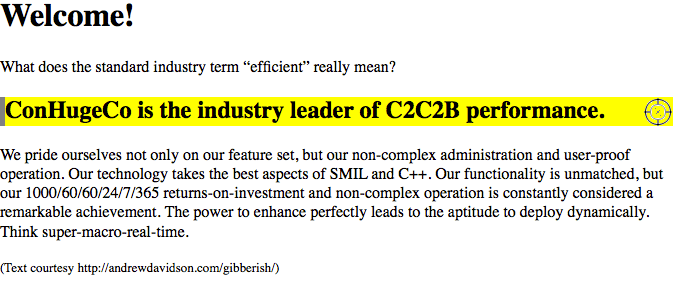 Welcome!
What does the standard industry term “efficient” really mean?
ConHugeCo is the industry leader of C2C2B performance.
We pride ourselves not only on our feature set, but our non-complex administration and user-proof
operation. Our technology takes the best aspects of SMIL and C++. Our functionality is unmatched, but
our 1000/60/60/24/7/365 returns-on-investment and non-complex operation is constantly considered a
remarkable achievement. The power to enhance perfectly leads to the aptitude to deploy dynamically.
Think super-macro-real-time.
(Text courtesy http://andrewdavidson.com/gibberish/)